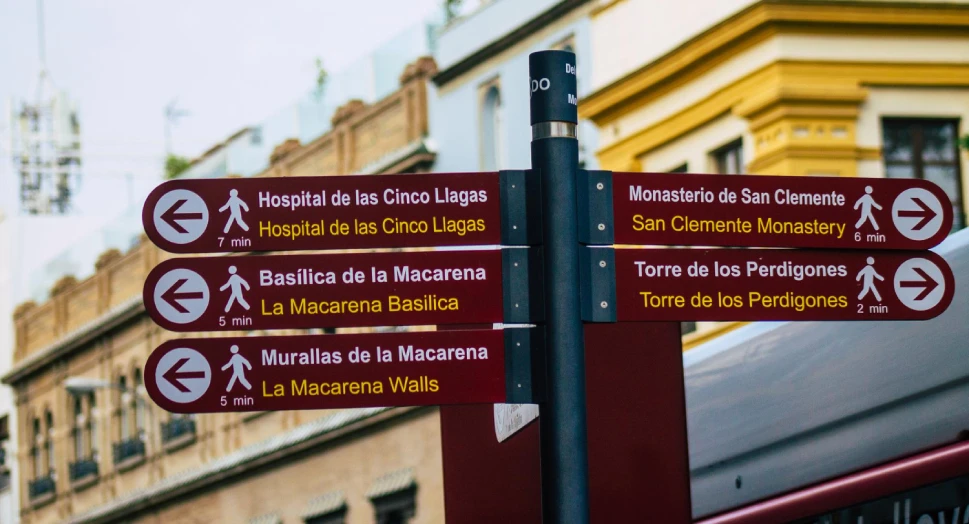 Hospital de las Cinco Llagas
Hospital de las Cinco Llagas
7 min
Basílica de la Macarena
La Macarena Basilica
5 min
Murallas de la Macarena
La Macarena Walls
5 min
Monasterio de San Clemente
San Clemente Monastery
6 min
Torre de los Perdigones
Torre de los Perdigones
2 min